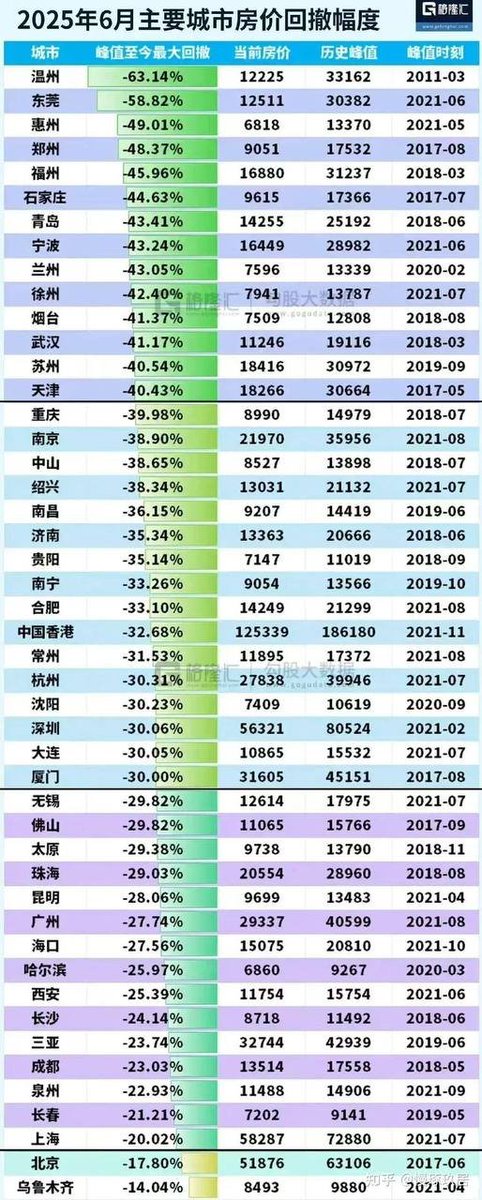 2025年6月主要城市房价回撤幅度
格隆汇
城市 峰值至今最大回撤 当前房价 历史峰值 峰值时刻
温州 -63.14% 12225 33162 2011-03
东莞 -58.82% 12511 30382 2021-06
惠州 -49.01% 6818 13370 2021-05
郑州 -48.37% 9051 17532 2017-08
福州 -45.96% 16880 31237 2018-03
石家庄 -44.63% 9615 17366 2017-07
青岛 -43.41% 14255 25192 2018-06
宁波 -43.24% 16449 28982 2021-06
兰州 -43.05% 7596 13339 2020-02
徐州 -42.40% 7941 13787 2021-07
格隆汇 勾股大数据
烟台 -41.37% 7509 12808 2018-08
武汉 -41.17% 11246 19116 2018-03
苏州 -40.54% 18416 30972 2019-09
天津 -40.43% 18266 30664 2017-05
重庆 -39.98% 8990 14979 2018-07
南京 -38.90% 21970 35956 2021-08
中山 -38.65% 8527 13898 2018-07
绍兴 -38.34% 13031 21132 2021-07
南昌 -36.15% 9207 14419 2019-06
济南 -35.34% 13363 20666 2018-06
贵阳 -35.14% 7147 11019 2018-09
南宁 -33.26% 9054 13566 2019-10
合肥 -33.10% 14249 21299 2021-08
中国香港 -32.68% 125339 186180 2021-11
常州 -31.53% 11895 17372 2021-08
格隆汇 勾股大数据
杭州 -30.31% 27838 39946 2021-07
沈阳 -30.23% 7409 10619 2020-09
深圳 -30.06% 56321 80524 2021-02
大连 -30.05% 10865 15532 2021-07
厦门 -30.00% 31605 45151 2017-08
无锡 -29.82% 12614 17975 2021-07
佛山 -29.82% 11065 15766 2017-09
太原 -29.38% 9738 13790 2018-11
珠海 -29.03% 20554 28960 2018-08
昆明 -28.06% 9699 13483 2021-04
广州 -27.74% 29337 40599 2021-08
海口 -27.56% 15075 20810 2021-10
哈尔滨 -25.97% 6860 9267 2020-03
西安 -25.39% 11754 15754 2021-06
长沙 -24.14% 8718 11492 2018-06
三亚 -23.74% 32744 42939 2021-06
成都 -23.03% 13514 17558 2018-05
泉州 -22.93% 11488 14906 2021-09
长春 -21.21% 7202 9141 2019-05
上海 -20.02% 58287 72880 2021-07
北京 -17.80% 51876 63106 2017-06
乌鲁木齐 -14.04% 8493 9880 2021-04
知乎